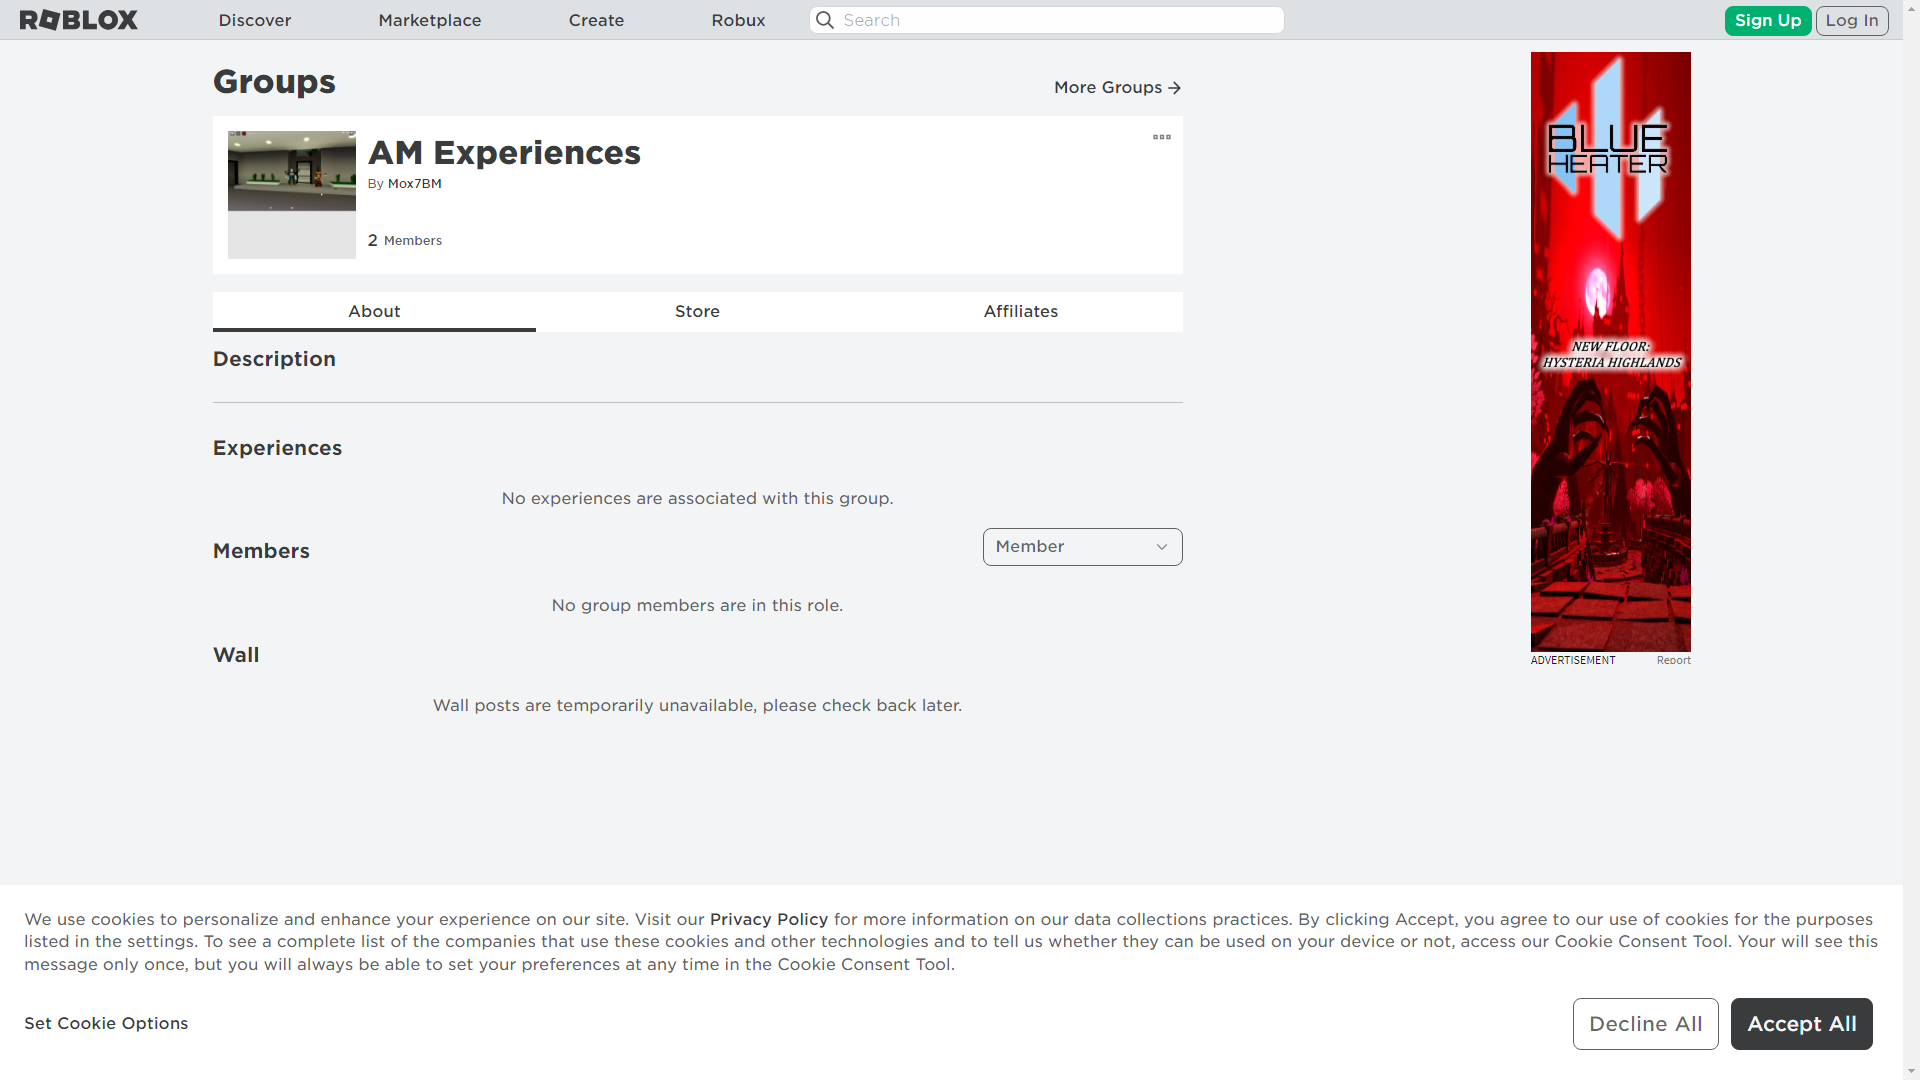 ROBLOX
Discover
Marketplace
Create
Robux
Search
Sign Up
Log In
Groups
More Groups
AM Experiences
By Mox7BM
2 Members
About
Store
Affiliates
Description
Experiences
No experiences are associated with this group.
Members
Member
No group members are in this role.
Wall
Wall posts are temporarily unavailable, please check back later.
BLUE
HEATER
NEW FLOOR:
HYSTERIA HIGHLANDS
ADVERTISEMENT
Report
We use cookies to personalize and enhance your experience on our site. Visit our Privacy Policy for more information on our data collections practices. By clicking Accept, you agree to our use of cookies for the purposes
listed in the settings. To see a complete list of the companies that use these cookies and other technologies and to tell us whether they can be used on your device or not, access our Cookie Consent Tool. Your will see this
message only once, but you will always be able to set your preferences at any time in the Cookie Consent Tool.
Set Cookie Options
Decline All
Accept All